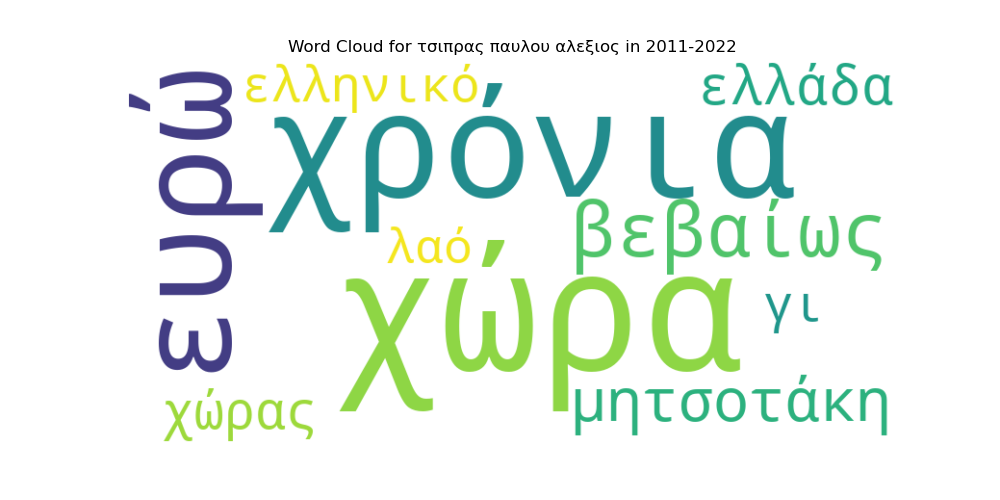 Word Cloud for τσιπρας παυλου αλεξιος in 2011-2022
ευρώ
ελληνικό
ελλάδα
χρόνια
βεβαίως
λαό
χώρα
γι
χώρας
μητσοτάκη